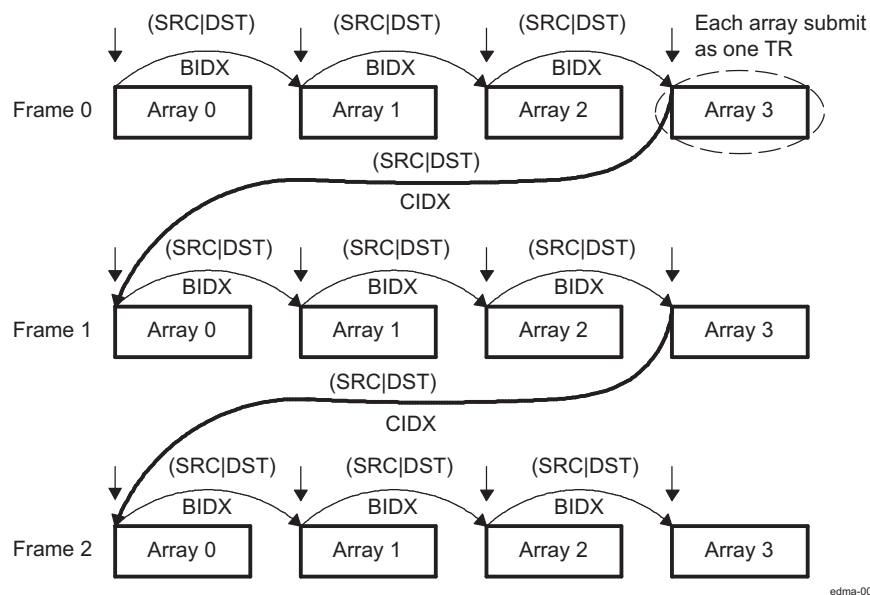 (SRC|DST) (SRC|DST) (SRC|DST) Each array submit
as one TR
BIDX BIDX BIDX
Frame 0 Array 0 Array 1 Array 2 Array 3
(SRC|DST)
CIDX
(SRC|DST) (SRC|DST) (SRC|DST)
BIDX BIDX BIDX
Frame 1 Array 0 Array 1 Array 2 Array 3
(SRC|DST)
CIDX
(SRC|DST) (SRC|DST) (SRC|DST)
BIDX BIDX BIDX
Frame 2 Array 0 Array 1 Array 2 Array 3